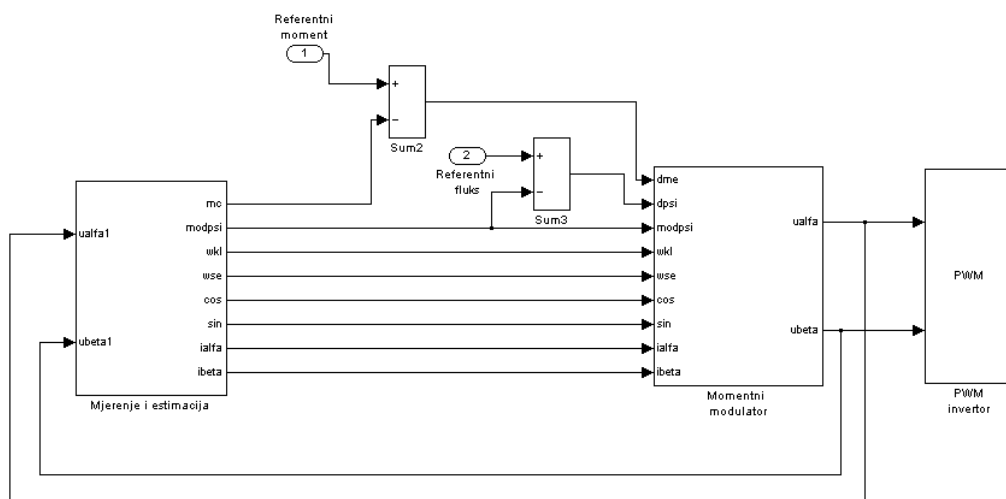 Referentni
moment
1
+
−
Sum2
2
Referentni
fluks
+
−
Sum3
ualfa1
ubeta1
mc
modpsi
wkl
wse
cos
sin
ialfa
ibeta
Mjerenje i estimacija
dme
dpsi
modpsi
wkl
wse
cos
sin
ialfa
ibeta
ualfa
ubeta
Momentni
modulator
PWM
PWM
invertor